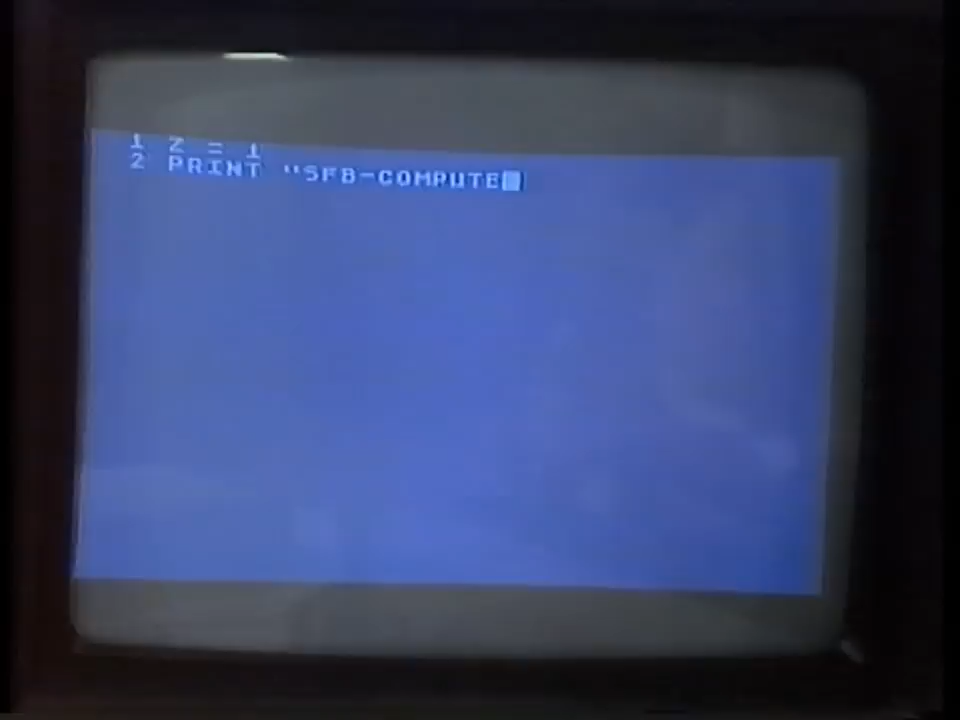 1 Z = 1
2 PRINT "SFB-COMPUTE